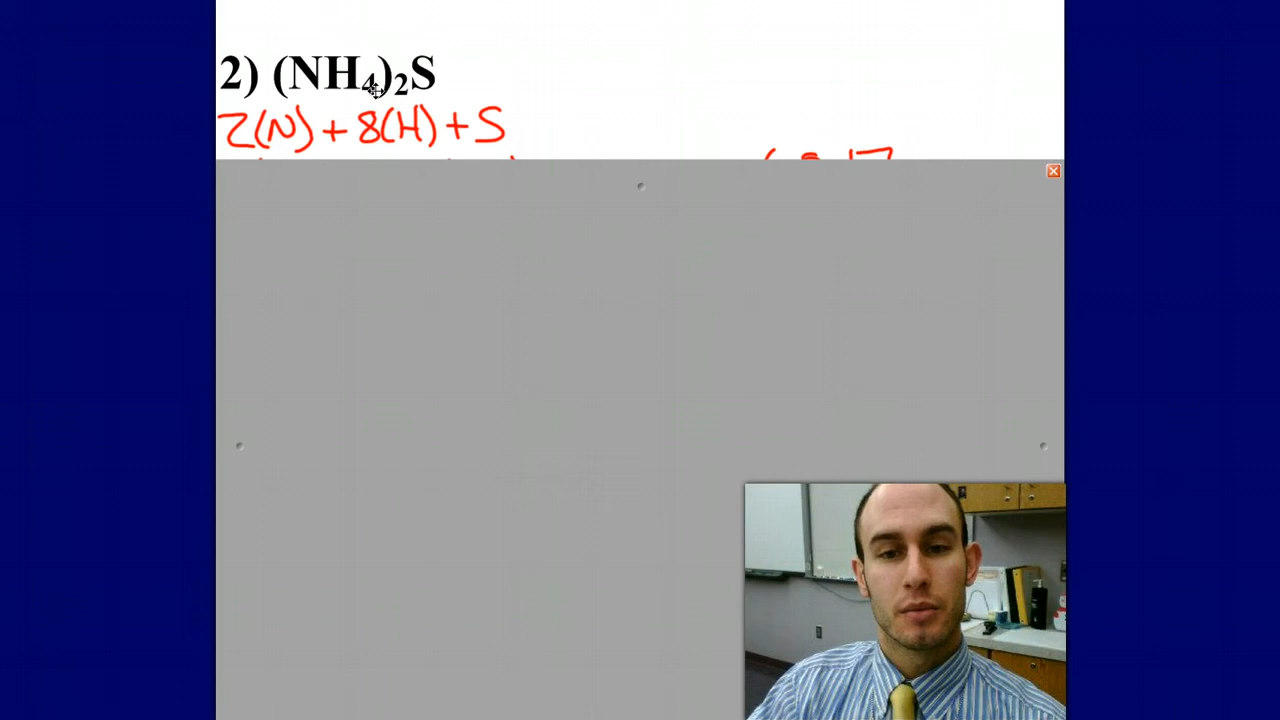 2) (NH₄)₂S
2(N) + 8(H) + S